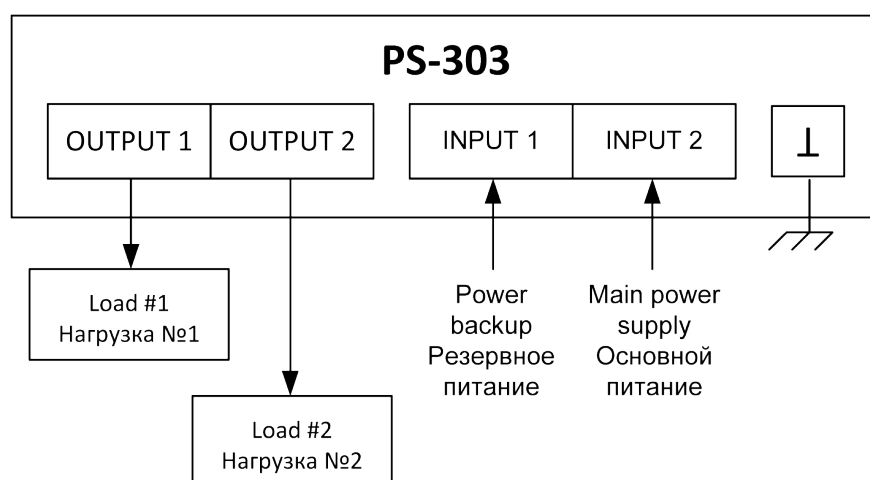 PS-303
OUTPUT 1
OUTPUT 2
INPUT 1
INPUT 2
Load #1
Нагрузка №1
Load #2
Нагрузка №2
Power
backup
Резервное
питание
Main power
supply
Основной
питание